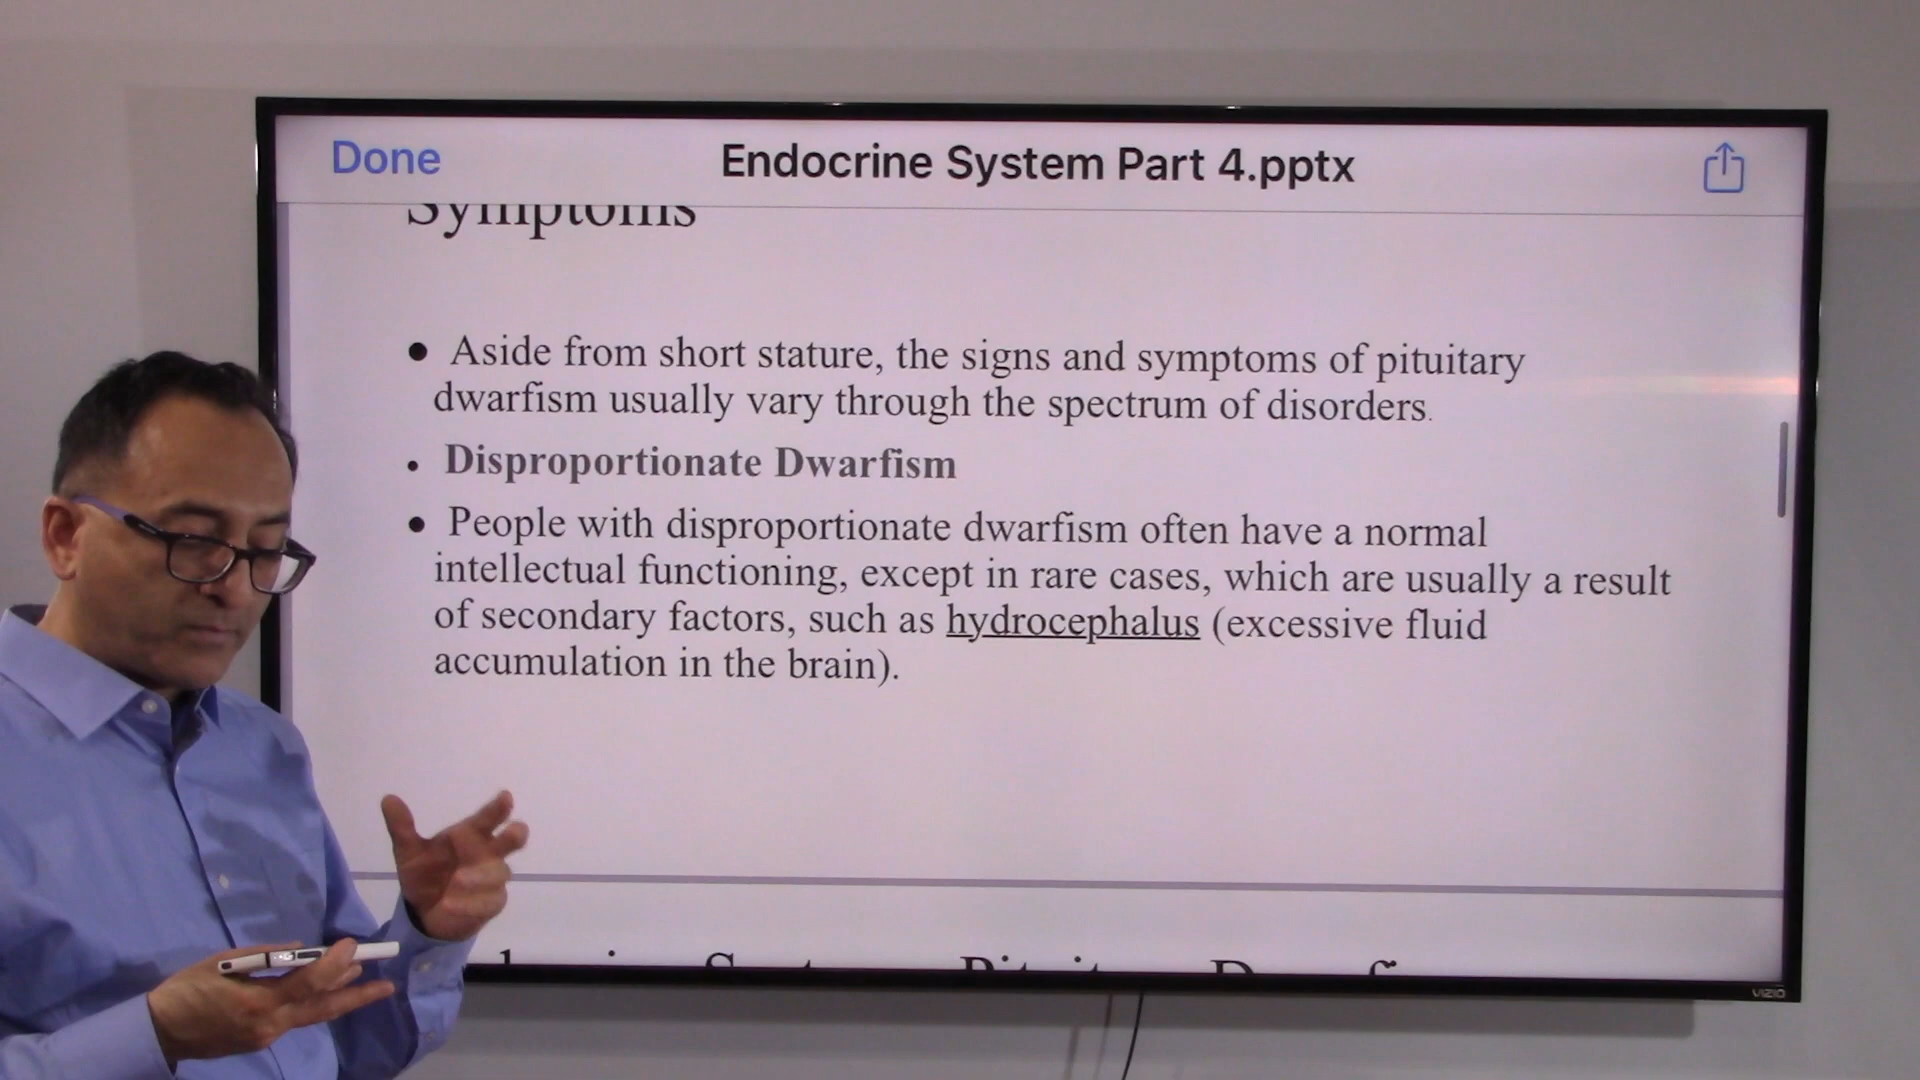 Done
Endocrine System Part 4.pptx
Symptoms
● Aside from short stature, the signs and symptoms of pituitary
dwarfism usually vary through the spectrum of disorders.
• Disproportionate Dwarfism
● People with disproportionate dwarfism often have a normal
intellectual functioning, except in rare cases, which are usually a result
of secondary factors, such as hydrocephalus (excessive fluid
accumulation in the brain).
VIZIO